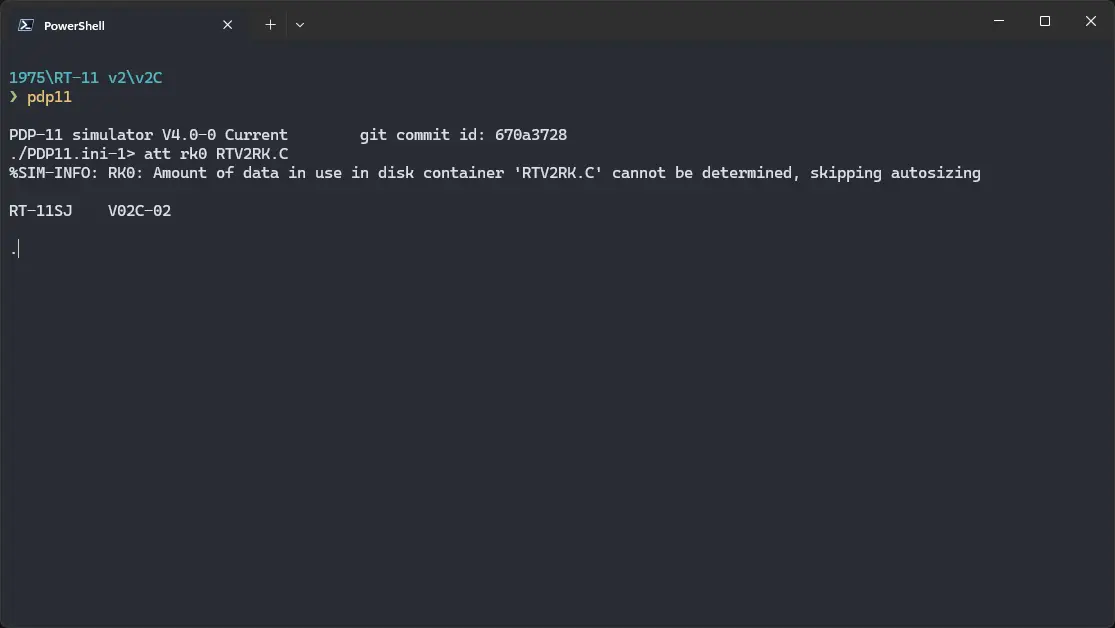 PowerShell
1975\RT-11 v2\v2C
❯ pdp11
PDP-11 simulator V4.0-0 Current        git commit id: 670a3728
./PDP11.ini-1> att rk0 RTV2RK.C
%SIM-INFO: RK0: Amount of data in use in disk container 'RTV2RK.C' cannot be determined, skipping autosizing
RT-11SJ    V02C-02
.